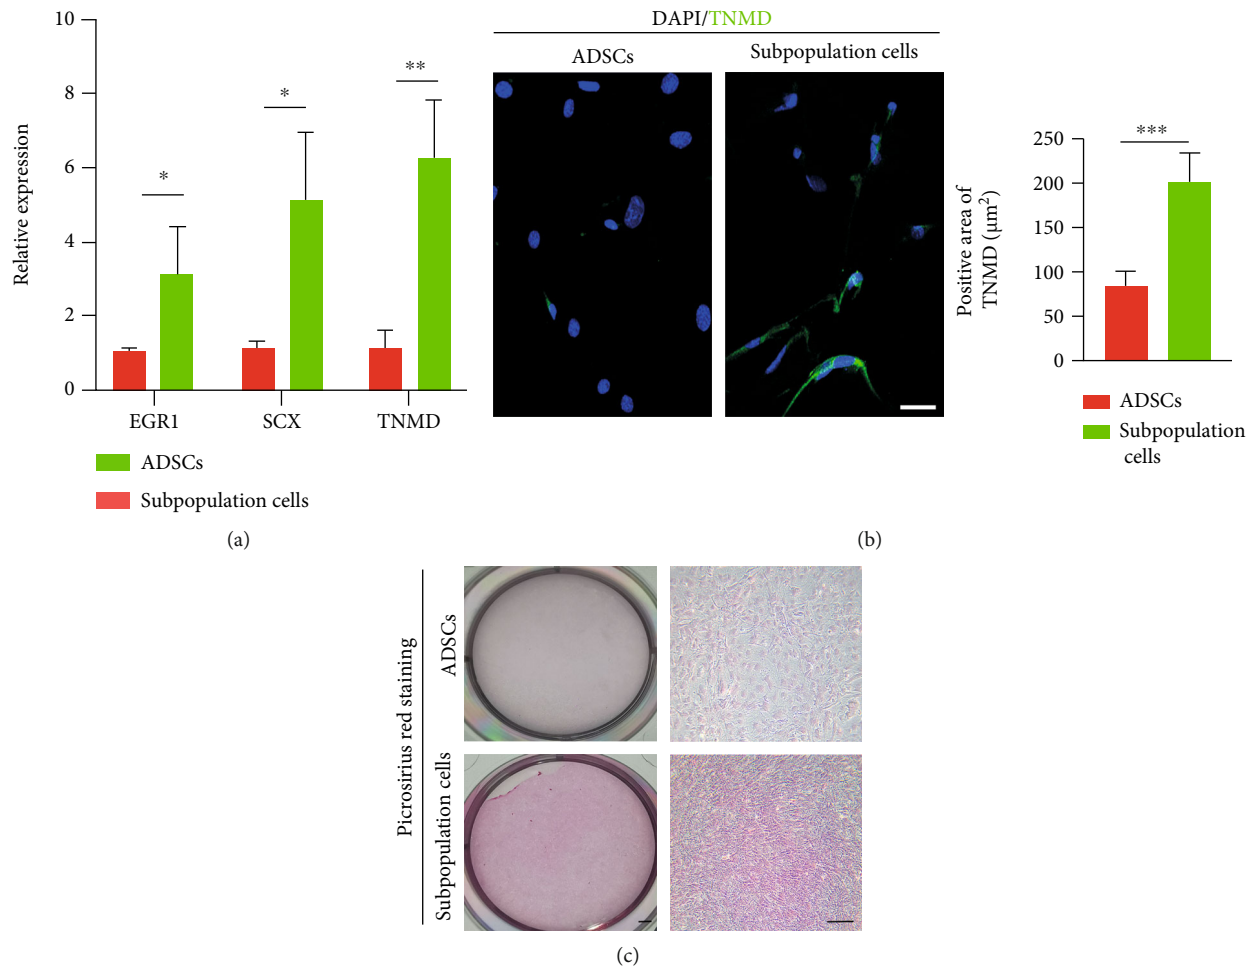 10
8
6
4
2
0
Relative expression
*
*
**
EGR1
SCX
TNMD
ADSCs
Subpopulation cells
(a)
DAPI/TNMD
ADSCs
Subpopulation cells
Positive area of
TNMD (μm²)
250
200
150
100
50
0
***
ADSCs
Subpopulation
cells
(b)
Picrosirius red staining
ADSCs
Subpopulation cells
(c)